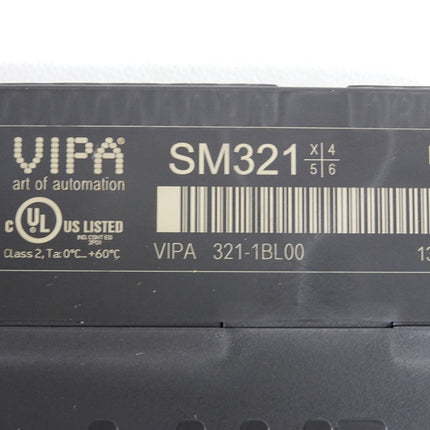 VIPA®
art of automation
SM321
X 4
5 6
C UL US LISTED
IND. CONT. EQ
2PD1
Class 2, Ta: 0°C...+60°C
VIPA 321-1BL00
13